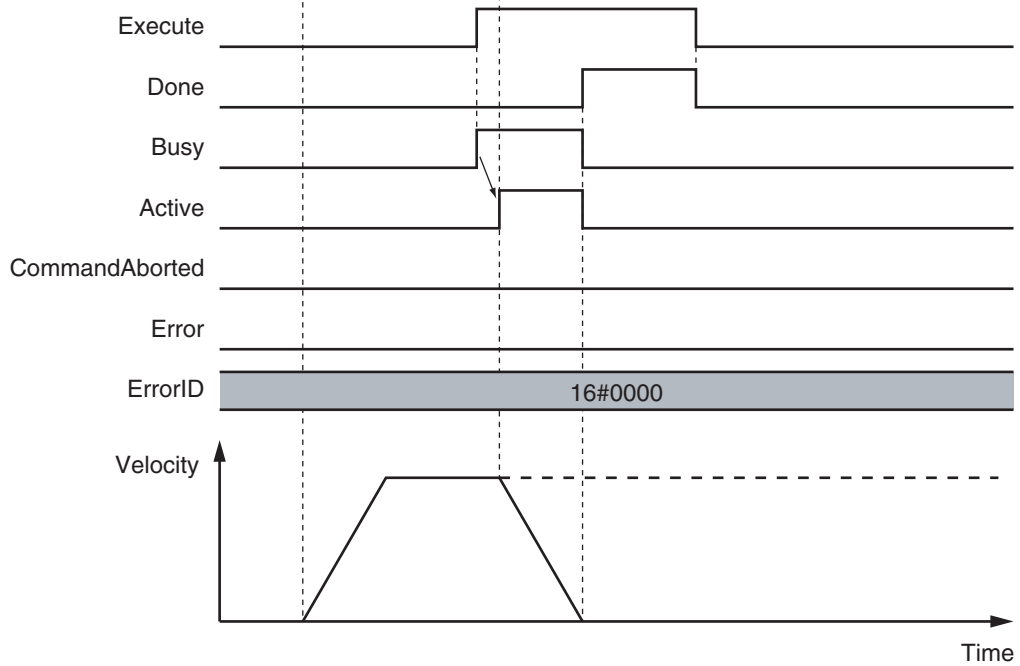 Execute
Done
Busy
Active
CommandAborted
Error
ErrorID
16#0000
Velocity
Time